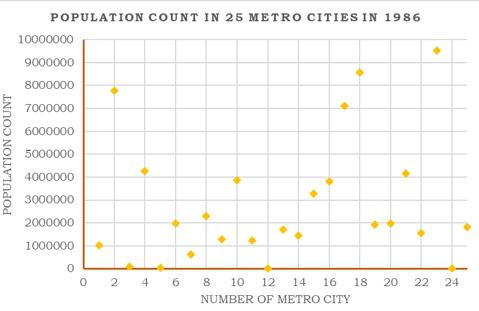 POPULATION COUNT IN 25 METRO CITIES IN 1986
10000000
9000000
8000000
7000000
6000000
5000000
4000000
3000000
2000000
1000000
0
POPULATION COUNT
0 2 4 6 8 10 12 14 16 18 20 22 24
NUMBER OF METRO CITY